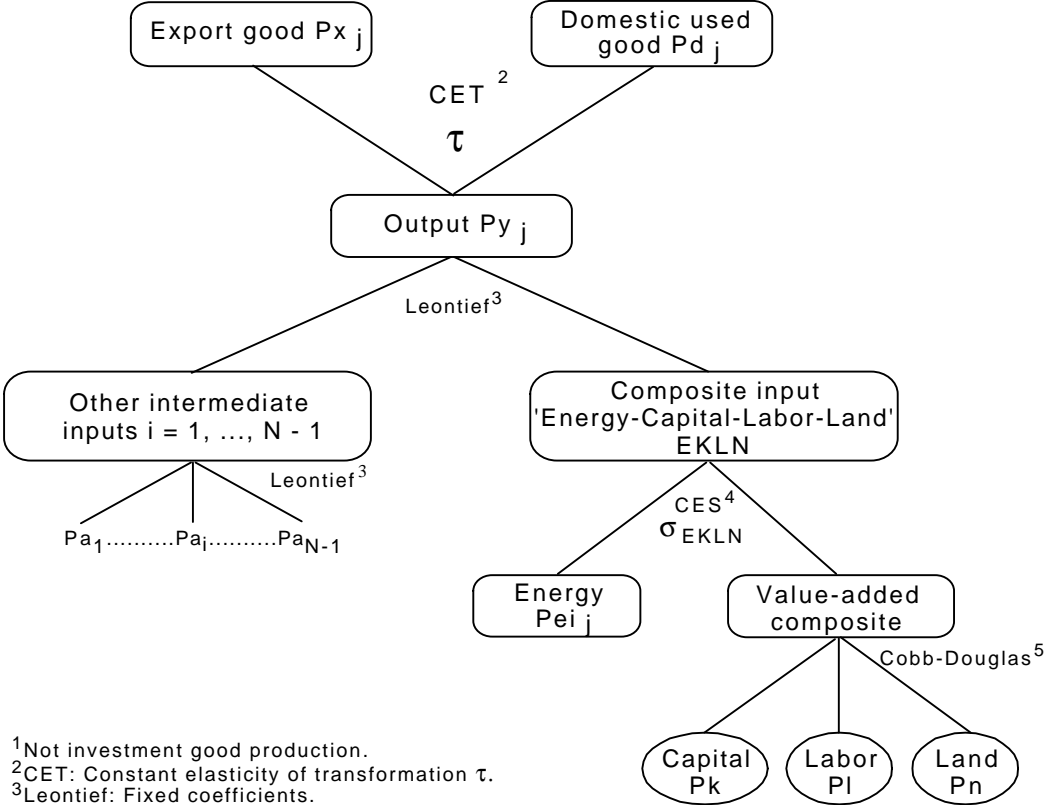 Export good Px j
Domestic used
good Pd j
CET 2
τ
Output Py j
Leontief3
Other intermediate
inputs i = 1, ..., N - 1
Composite input
'Energy-Capital-Labor-Land'
EKLN
Leontief3
CES4
σEKLN
Pa1..........Pai..........PaN-1
Energy
Pei j
Value-added
composite
Cobb-Douglas5
Capital
Pk
Labor
Pl
Land
Pn
1Not investment good production.
2CET: Constant elasticity of transformation τ.
3Leontief: Fixed coefficients.